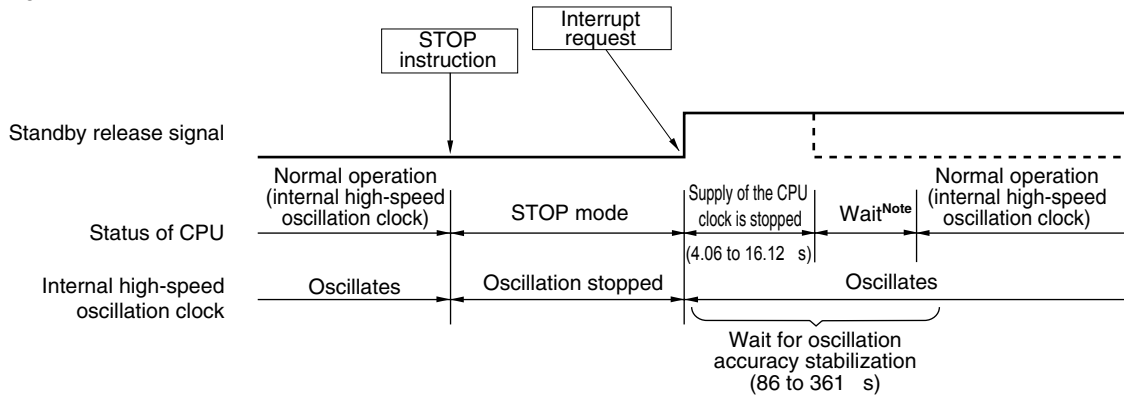 Interrupt
request
STOP
instruction
Standby release signal
Normal operation
(internal high-speed
oscillation clock)
STOP mode
Supply of the CPU
clock is stopped
Wait Note
Normal operation
(internal high-speed
oscillation clock)
Status of CPU
(4.06 to 16.12 s)
Internal high-speed
oscillation clock
Oscillates
Oscillation stopped
Oscillates
Wait for oscillation
accuracy stabilization
(86 to 361 s)